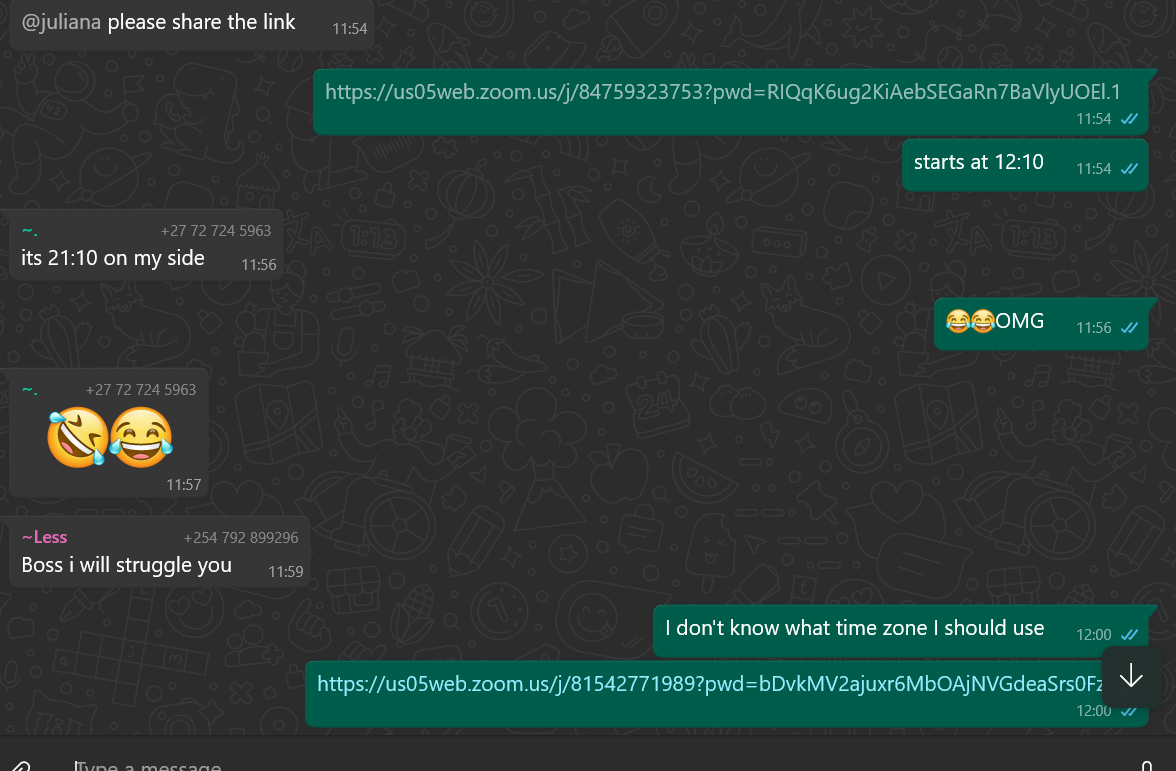 @juliana please share the link
11:54
https://us05web.zoom.us/j/84759323753?pwd=RIQqK6ug2KiAebSEGaRn7BaVlyUOEl.1
11:54
starts at 12:10
11:54
~. +27 72 724 5963
its 21:10 on my side
11:56
😂😂OMG
11:56
~. +27 72 724 5963
🤣😂
11:57
~Less +254 792 899296
Boss i will struggle you
11:59
I don't know what time zone I should use
12:00
https://us05web.zoom.us/j/81542771989?pwd=bDvkMV2ajuxr6MbOAjNVGdeaSrs0Fz
12:00
Type a message